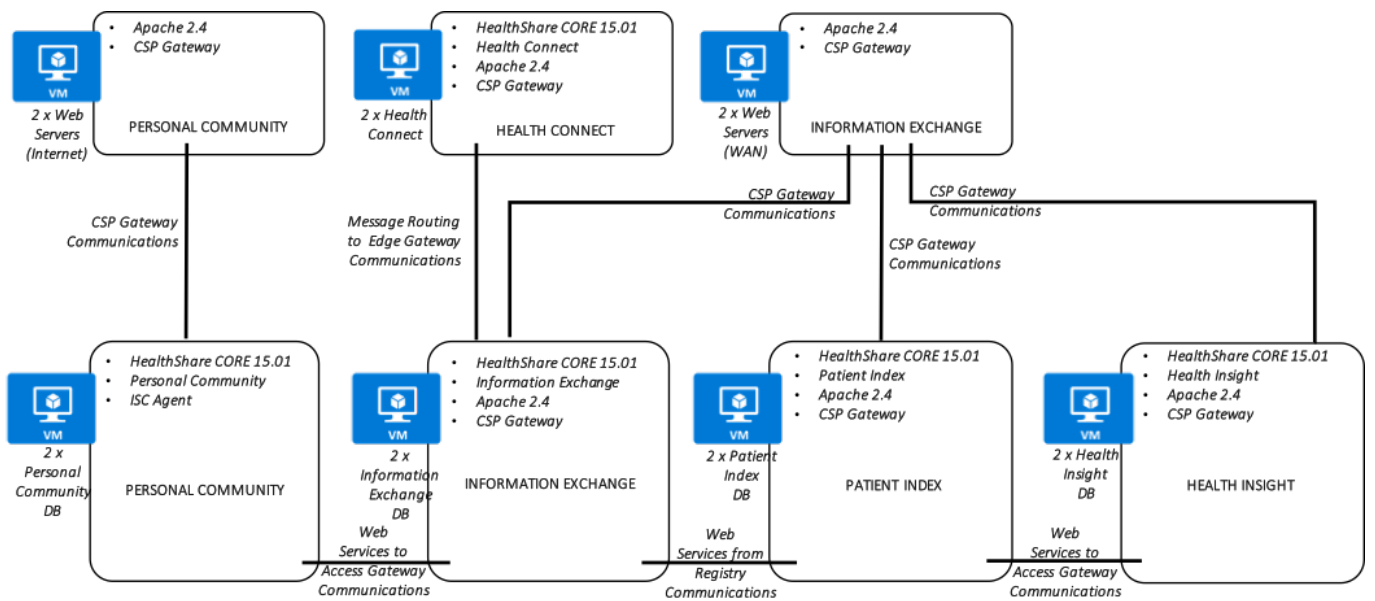 • Apache 2.4
• CSP Gateway
VM
2 x Web
Servers
(Internet)
PERSONAL COMMUNITY
• HealthShare CORE 15.01
• Health Connect
• Apache 2.4
• CSP Gateway
VM
2 x Health
Connect
HEALTH CONNECT
• Apache 2.4
• CSP Gateway
VM
2 x Web
Servers
(WAN)
INFORMATION EXCHANGE
CSP Gateway
Communications
Message Routing
to Edge Gateway
Communications
CSP Gateway
Communications
CSP Gateway
Communications
CSP Gateway
Communications
• HealthShare CORE 15.01
• Personal Community
• ISC Agent
VM
2 x
Personal
Community
DB
PERSONAL COMMUNITY
• HealthShare CORE 15.01
• Information Exchange
• Apache 2.4
• CSP Gateway
VM
2 x
Information
Exchange
DB
INFORMATION EXCHANGE
• HealthShare CORE 15.01
• Patient Index
• Apache 2.4
• CSP Gateway
VM
2 x Patient
Index
DB
PATIENT INDEX
• HealthShare CORE 15.01
• Health Insight
• Apache 2.4
• CSP Gateway
VM
2 x Health
Insight
DB
HEALTH INSIGHT
Web
Services to
Access Gateway
Communications
Web
Services from
Registry
Communications
Web
Services to
Access Gateway
Communications